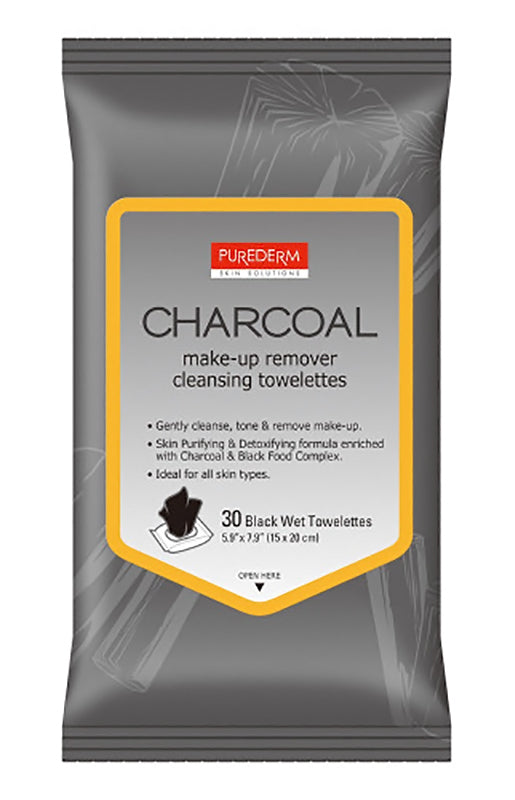 PUREDERM
SKIN SOLUTIONS
CHARCOAL
make-up remover
cleansing towelettes
• Gently cleanse, tone & remove make-up.
• Skin Purifying & Detoxifying formula enriched
with Charcoal & Black Food Complex.
• Ideal for all skin types.
30 Black Wet Towelettes
5.9"x 7.9" (15 x 20 cm)
OPEN HERE